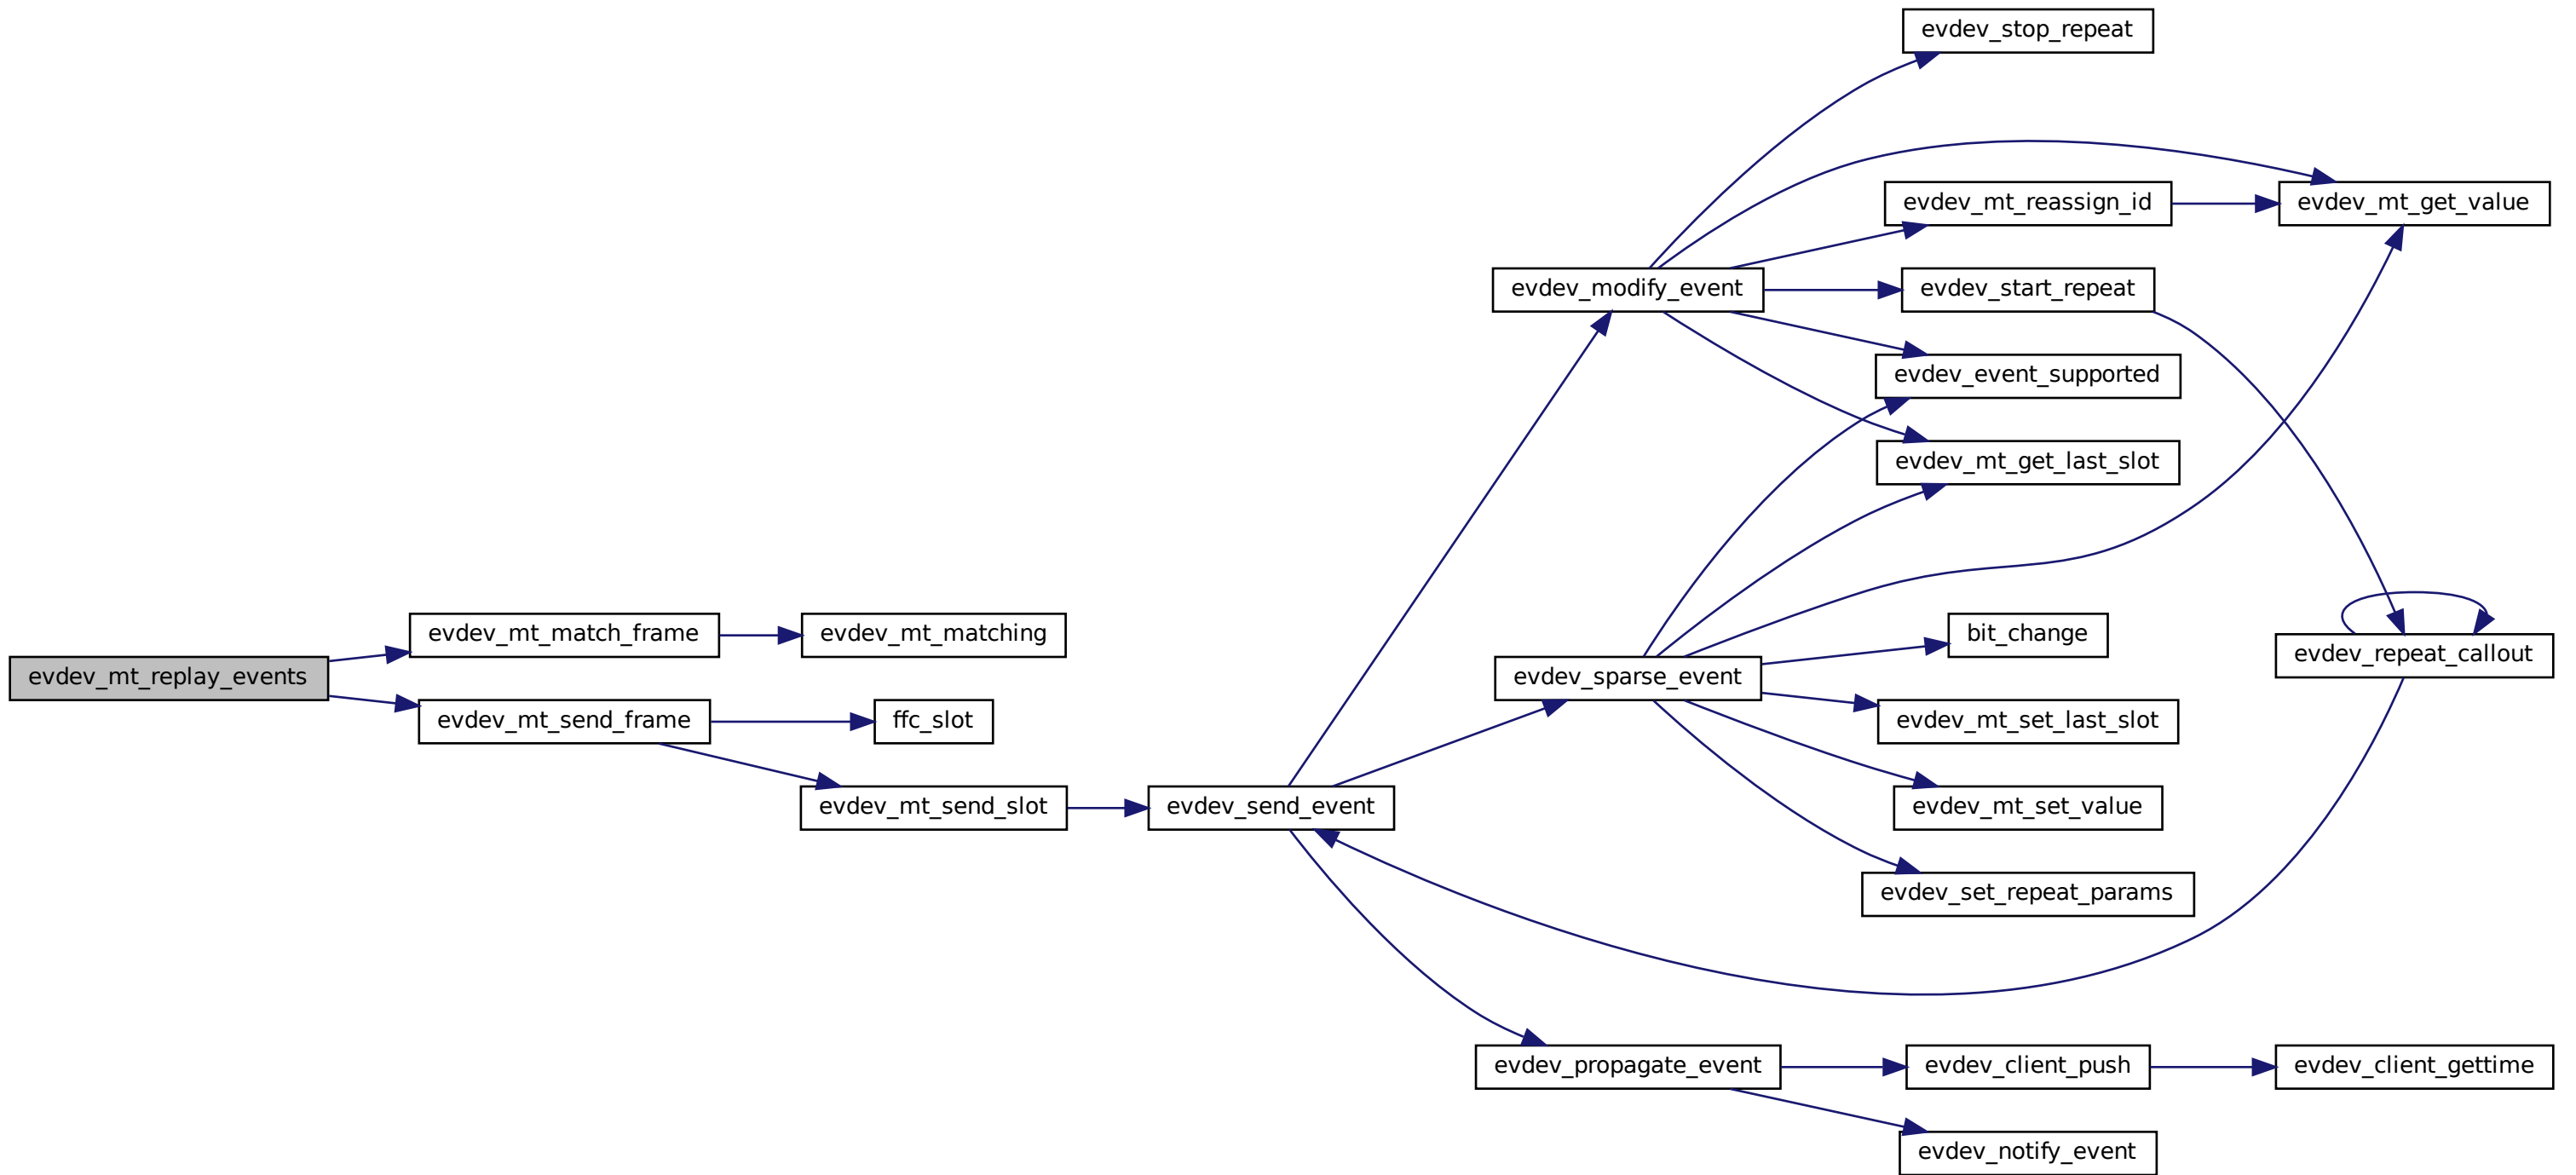 evdev_stop_repeat
evdev_mt_reassign_id
evdev_mt_get_value
evdev_modify_event
evdev_start_repeat
evdev_event_supported
evdev_mt_get_last_slot
evdev_mt_match_frame
evdev_mt_matching
bit_change
evdev_repeat_callout
evdev_mt_replay_events
evdev_sparse_event
evdev_mt_send_frame
ffc_slot
evdev_mt_set_last_slot
evdev_mt_send_slot
evdev_send_event
evdev_mt_set_value
evdev_set_repeat_params
evdev_propagate_event
evdev_client_push
evdev_client_gettime
evdev_notify_event